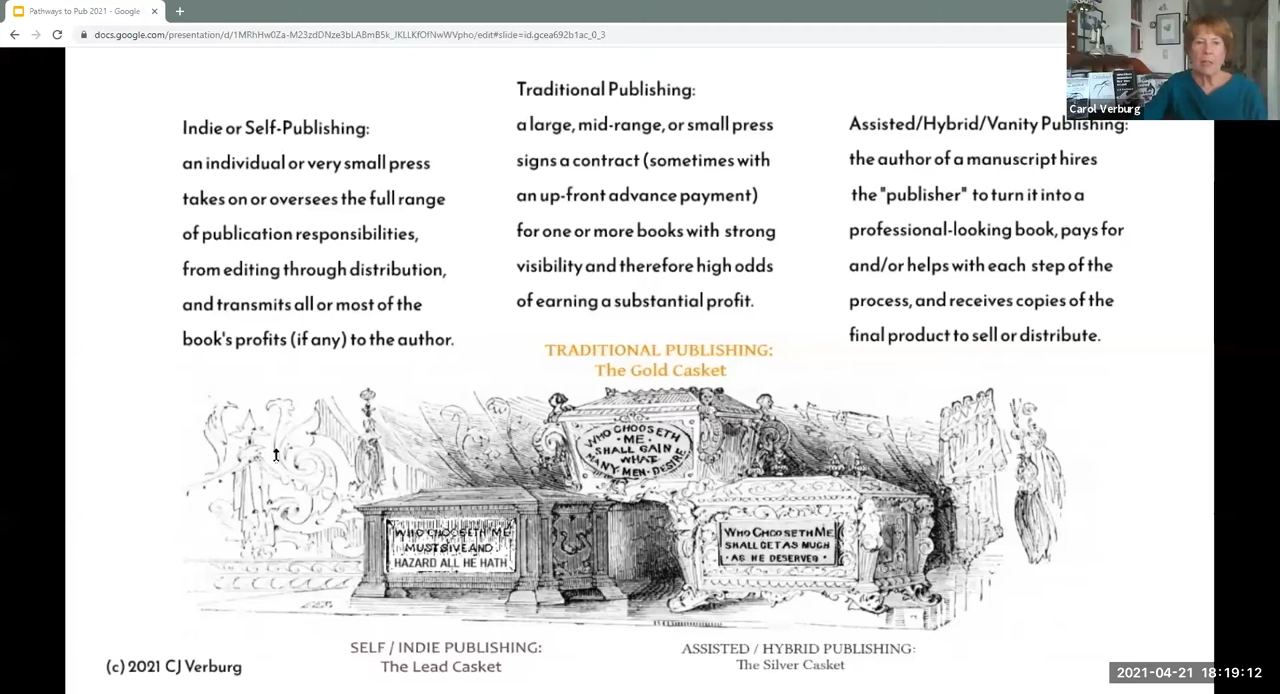 Pathways to Pub 2021 - Google
docs.google.com/presentation/d/1MRhHw0Za-M23zdDNze3bLABmB5k_JKLLKfOfNwWVpho/edit#slide=id.gcea692b1ac_0_3
Carol Verburg
Indie or Self-Publishing:
an individual or very small press
takes on or oversees the full range
of publication responsibilities,
from editing through distribution,
and transmits all or most of the
book's profits (if any) to the author.
Traditional Publishing:
a large, mid-range, or small press
signs a contract (sometimes with
an up-front advance payment)
for one or more books with strong
visibility and therefore high odds
of earning a substantial profit.
Assisted/Hybrid/Vanity Publishing:
the author of a manuscript hires
the "publisher" to turn it into a
professional-looking book, pays for
and/or helps with each step of the
process, and receives copies of the
final product to sell or distribute.
TRADITIONAL PUBLISHING:
The Gold Casket
WHO CHOOSETH
· ME ·
SHALL GAIN
WHAT
MANY·MEN·DESIRE
WHO CHOOSETH ME
MUST GIVE AND
HAZARD ALL HE HATH
WHO CHOOSETH ME
SHALL GET AS MUCH
· AS HE DESERVES ·
SELF / INDIE PUBLISHING:
The Lead Casket
ASSISTED / HYBRID PUBLISHING:
The Silver Casket
(c) 2021 CJ Verburg
2021-04-21 18:19:12